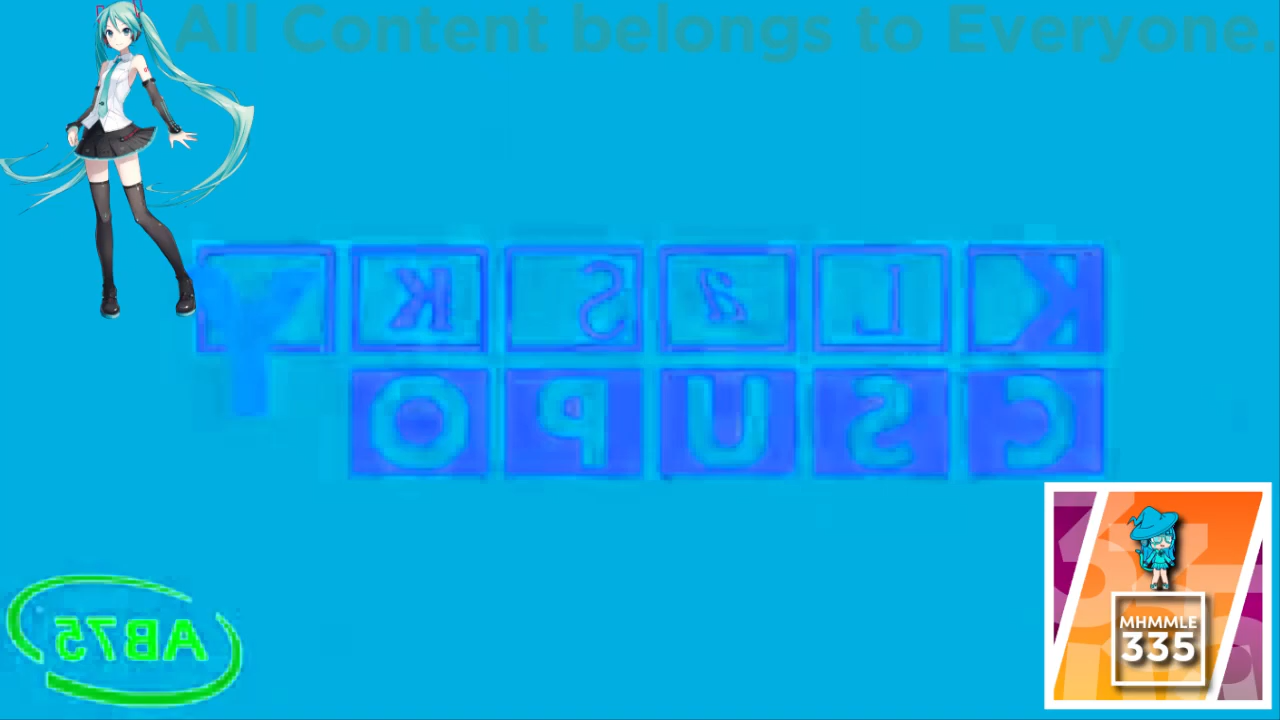 All Content belongs to Everyone.
KLaSKY
CSUPO
AB75
MHMMLE
335